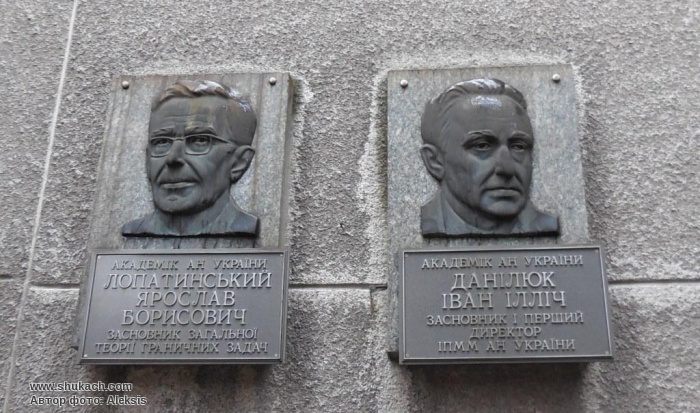 АКАДЕМІК АН УКРАЇНИ
ЛОПАТИНСЬКИЙ
ЯРОСЛАВ
БОРИСОВИЧ
ЗАСНОВНИК ЗАГАЛЬНОЇ
ТЕОРІЇ ГРАНИЧНИХ ЗАДАЧ
АКАДЕМІК АН УКРАЇНИ
ДАНІЛЮК
ІВАН ІЛЛІЧ
ЗАСНОВНИК І ПЕРШИЙ
ДИРЕКТОР
ІПММ АН УКРАЇНИ
www.shukach.com
Автор фото: Aleksis